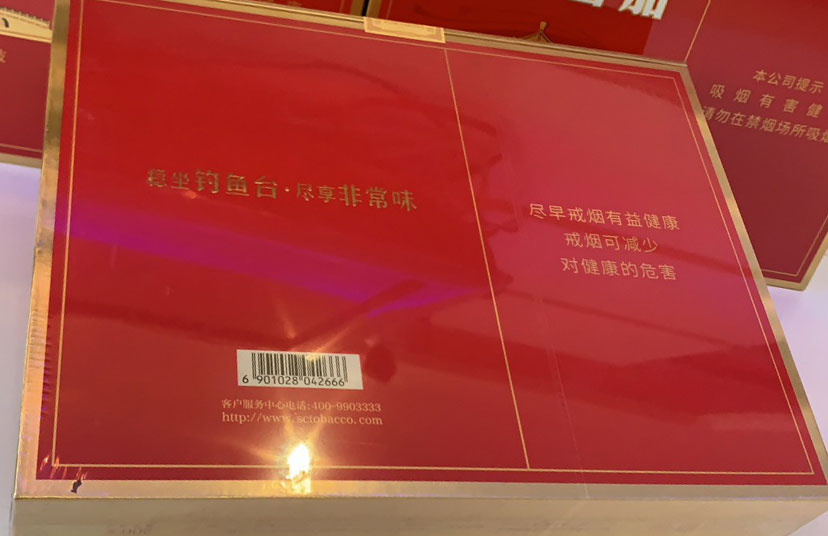 本公司提示
吸烟有害健
请勿在禁烟场所吸烟
稳坐钓鱼台·尽享非常味
尽早戒烟有益健康
戒烟可减少
对健康的危害
6 901028 042666
客户服务中心电话:400-9903333
http://www.sctobacco.com